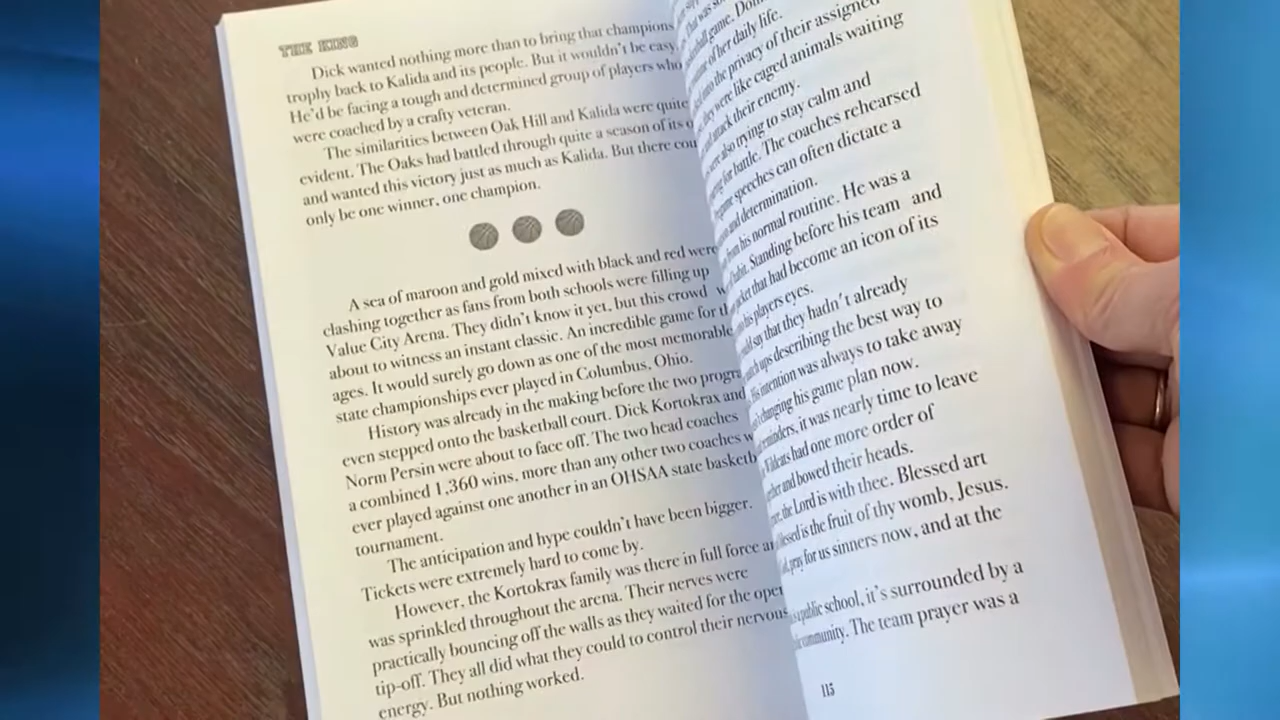 THE KING
Dick wanted nothing more than to bring that champions
trophy back to Kalida and its people. But it wouldn't be easy.
He'd be facing a tough and determined group of players who
were coached by a crafty veteran.
The similarities between Oak Hill and Kalida were quite
evident. The Oaks had battled through quite a season of its
and wanted this victory just as much as Kalida. But there
only be one winner, one champion.
A sea of maroon and gold mixed with black and red were
clashing together as fans from both schools were filling up
Value City Arena. They didn't know it yet, but this crowd
about to witness an instant classic. An incredible game for
ages. It would surely go down as one of the most memorable
state championships ever played in Columbus, Ohio.
History was already in the making before the two
even stepped onto the basketball court. Dick Kortokrax and
Norm Persin were about to face off. The two head coaches
a combined 1,360 wins, more than any other two coaches
ever played against one another in an OHSAA state
tournament.
The anticipation and hype couldn't have been bigger.
Tickets were extremely hard to come by.
However, the Kortokrax family was there in full force
was sprinkled throughout the arena. Their nerves were
practically bouncing off the walls as they waited for the
tip-off. They all did what they could to control their nervous
energy. But nothing worked.
That was
game.
of her daily life.
into the privacy of their assigned
they were like caged animals waiting
attack their enemy.
were also trying to stay calm and
for battle. The coaches rehearsed
speeches can often dictate a
and determination.
from his normal routine. He was a
habit. Standing before his team and
that had become an icon of its
his players eyes.
say that they hadn't already
describing the best way to
His intention was always to take away
changing his game plan now.
reminders, it was nearly time to leave
Wildcats had one more order of
and bowed their heads.
the Lord is with thee. Blessed art
blessed is the fruit of thy womb, Jesus.
pray for us sinners now, and at the
public school, it's surrounded by a
community. The team prayer was a
115